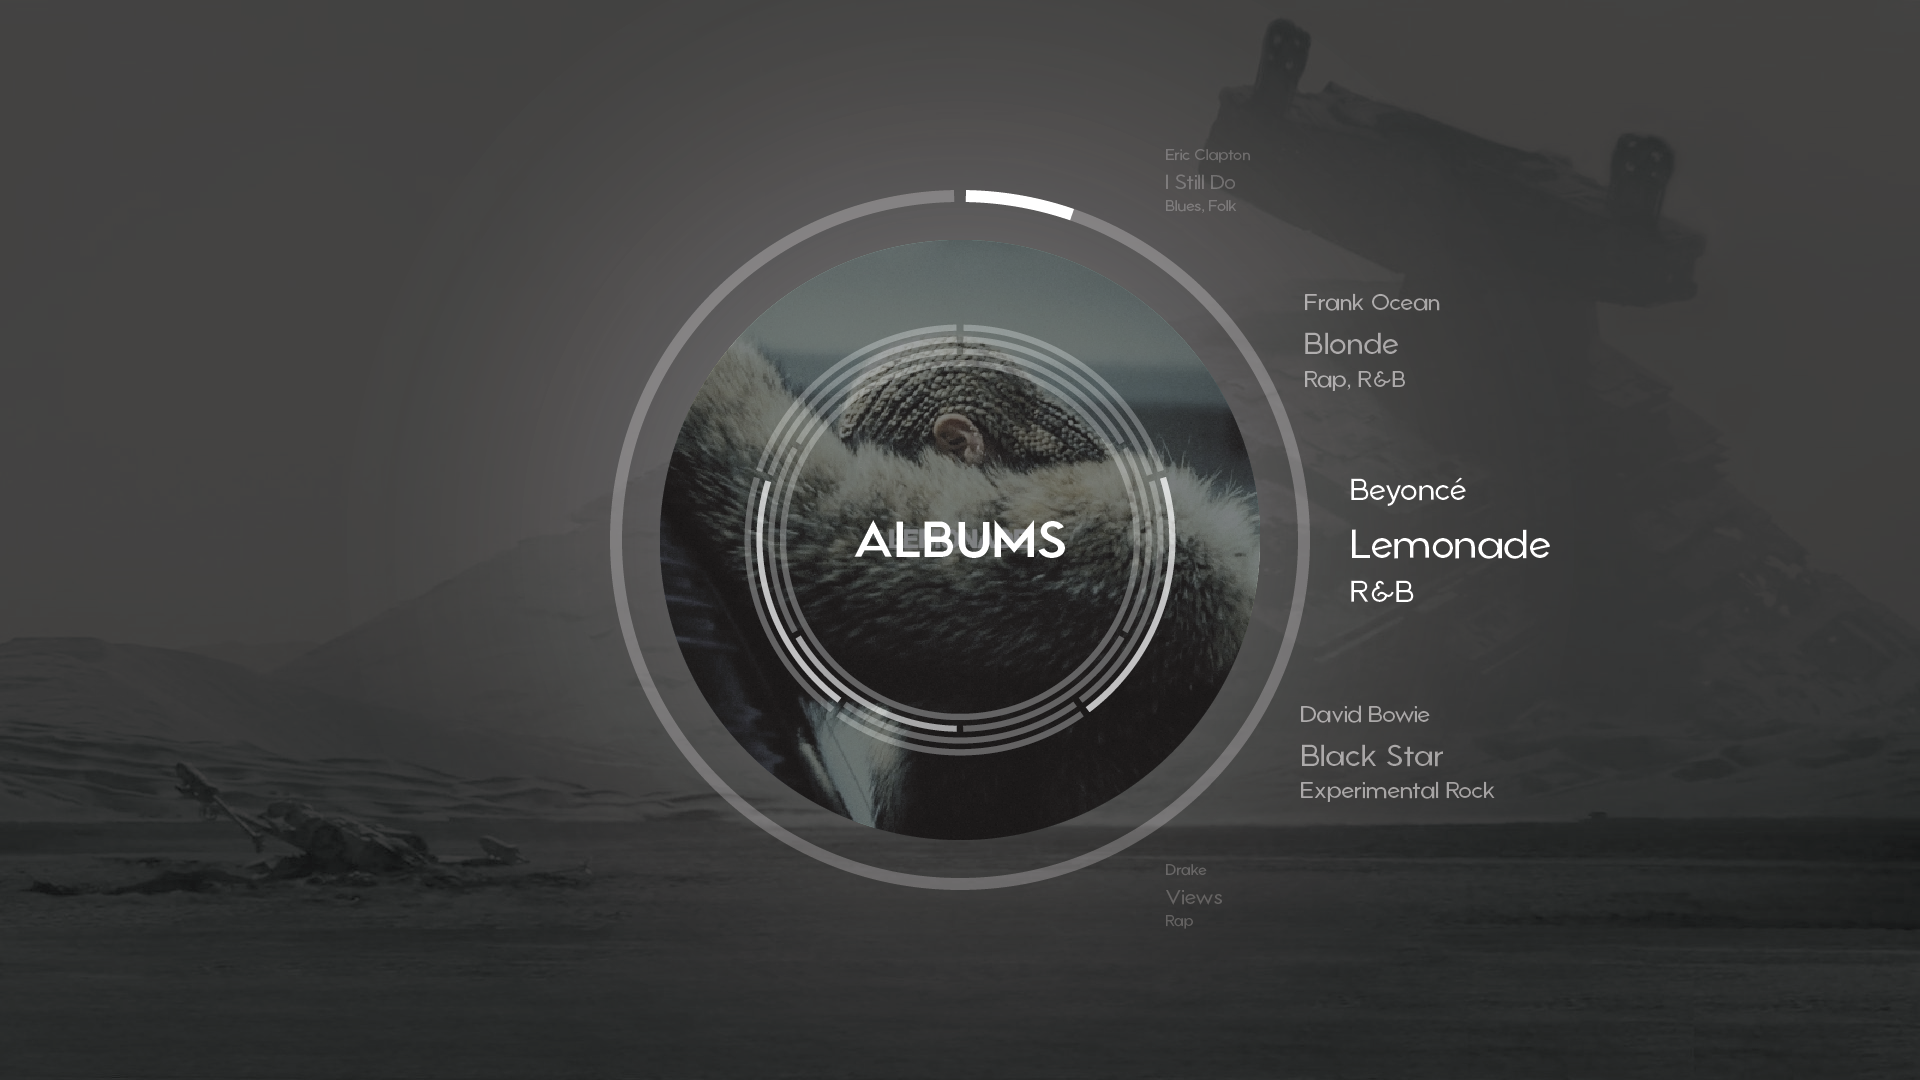 Eric Clapton
I Still Do
Blues, Folk
Frank Ocean
Blonde
Rap, R&B
Beyoncé
Lemonade
R&B
ALBUMS
LEMONADE
David Bowie
Black Star
Experimental Rock
Drake
Views
Rap